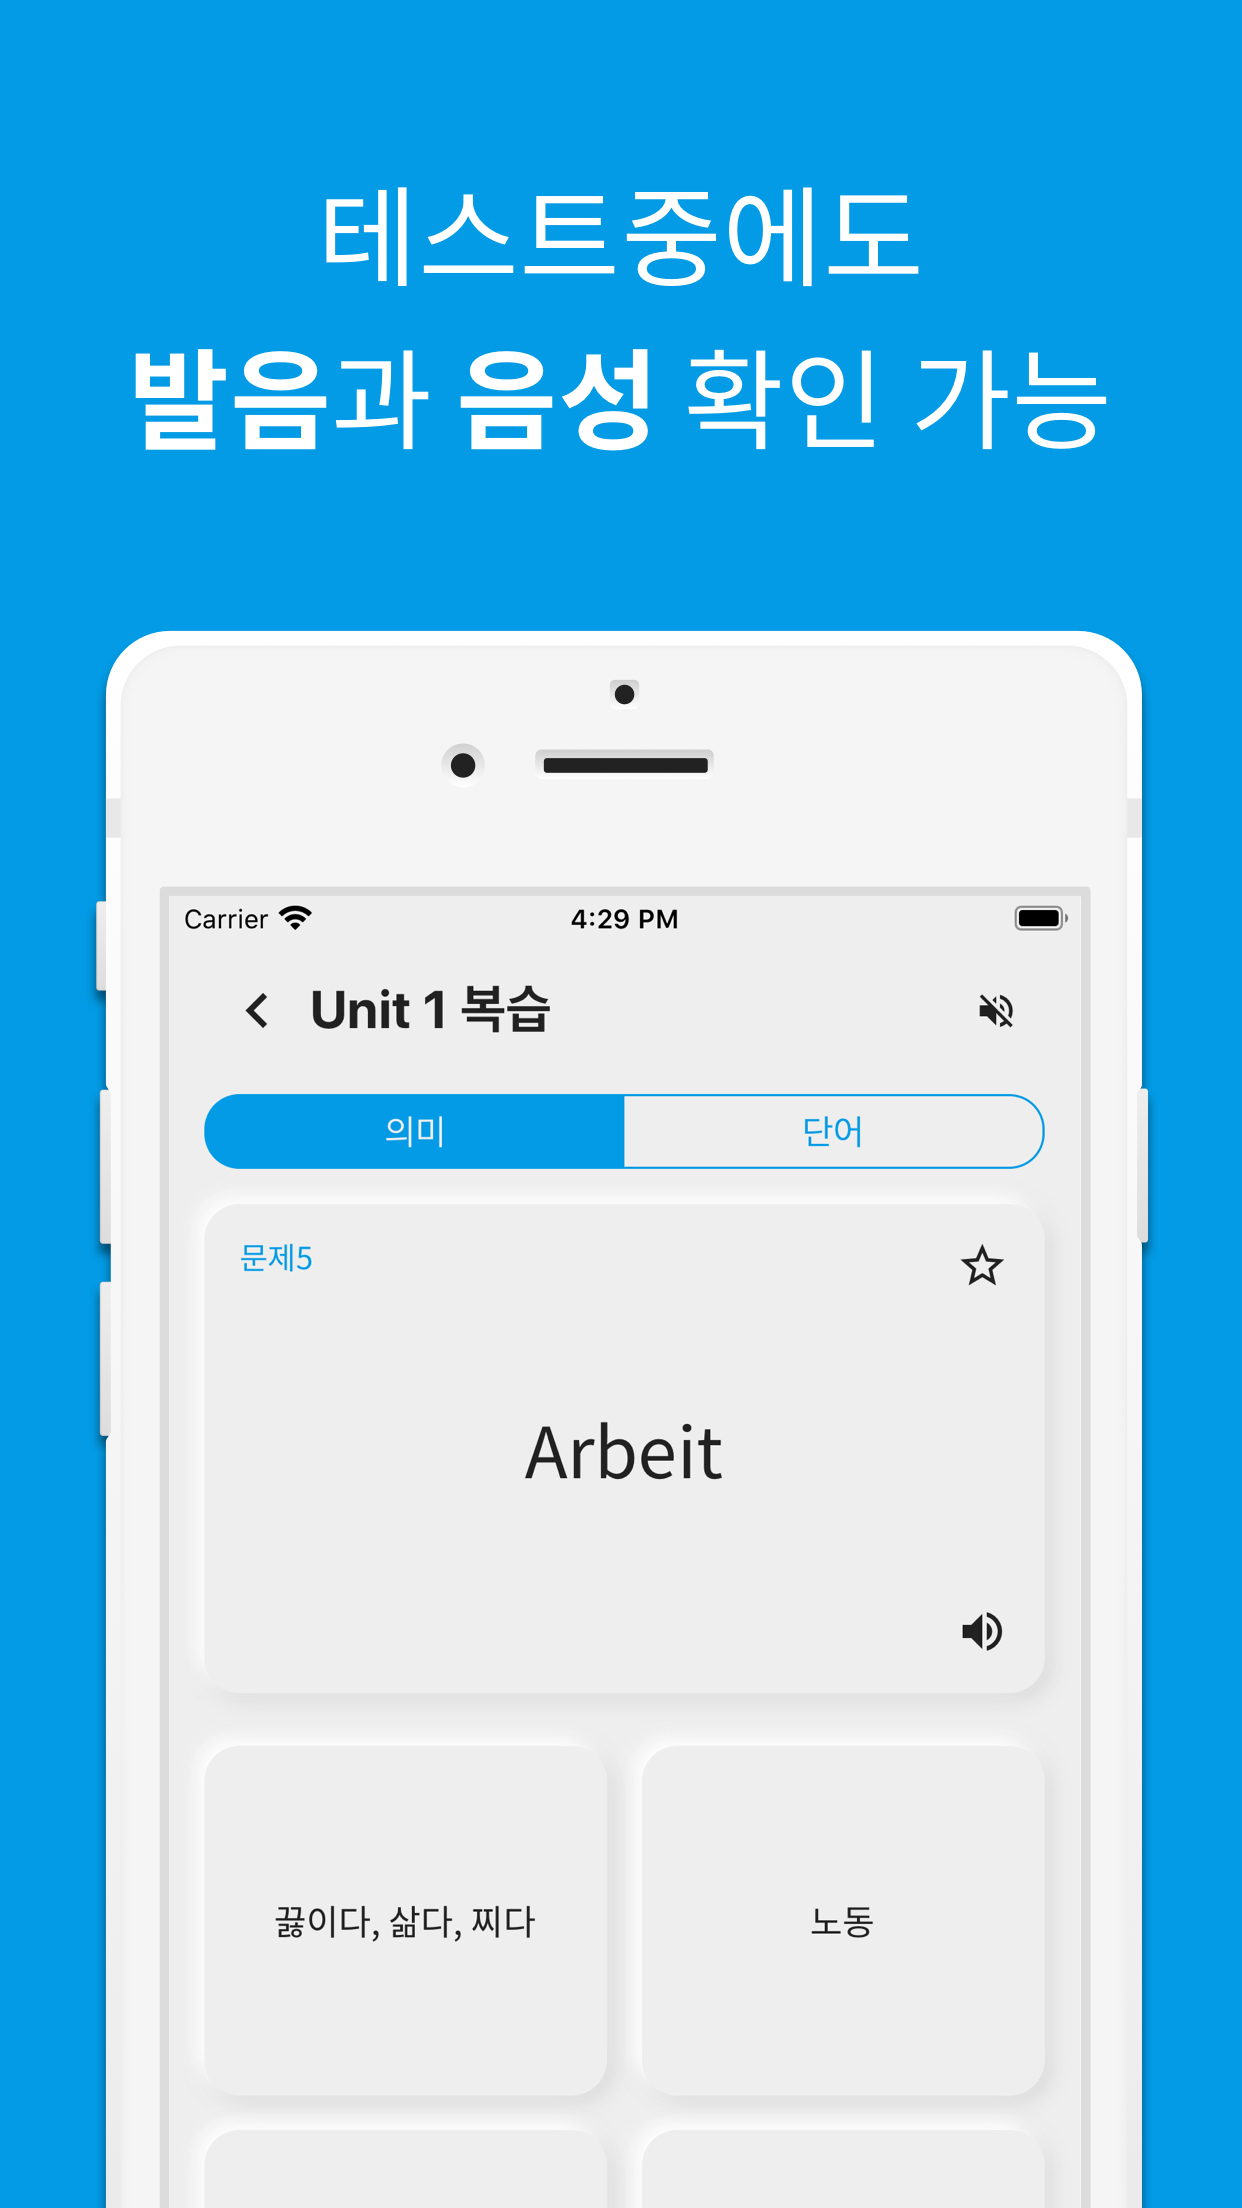 테스트중에도
발음과 음성 확인 가능
Carrier 4:29 PM
Unit 1 복습
의미 단어
문제5
Arbeit
끓이다, 삶다, 찌다 노동